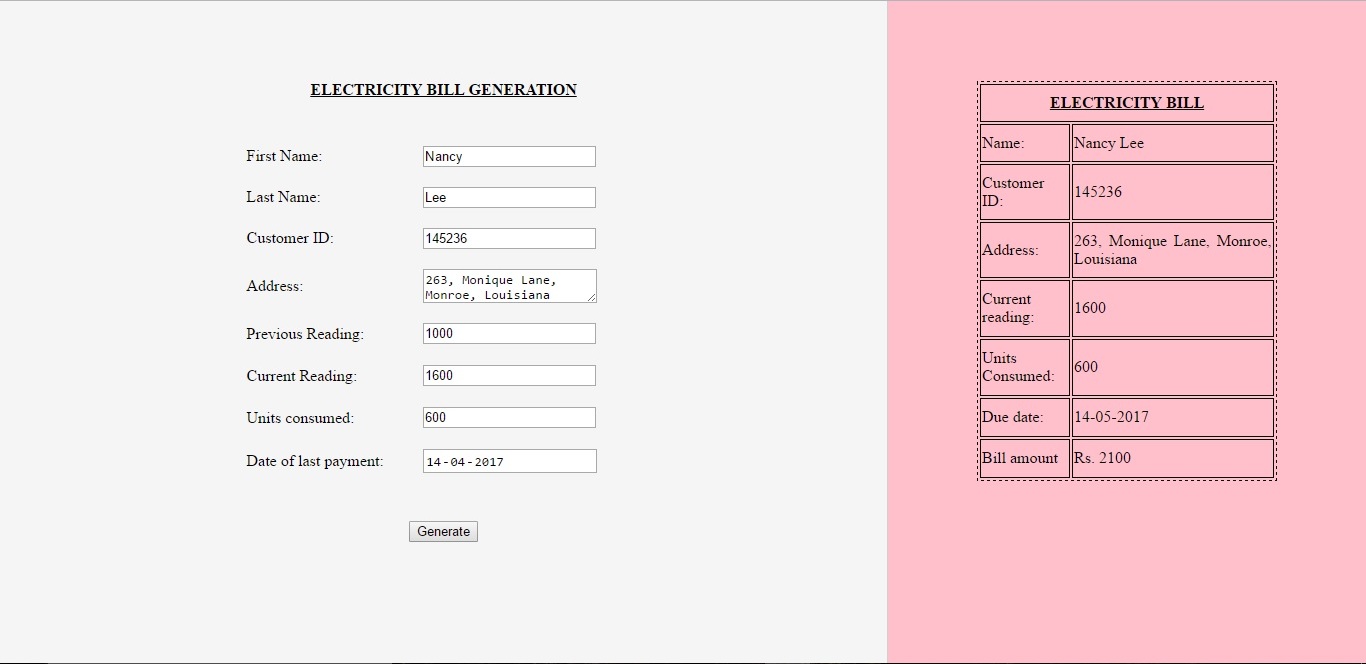 ELECTRICITY BILL GENERATION
First Name: Nancy
Last Name: Lee
Customer ID: 145236
Address: 263, Monique Lane,
Monroe, Louisiana
Previous Reading: 1000
Current Reading: 1600
Units consumed: 600
Date of last payment: 14-04-2017
Generate
ELECTRICITY BILL
Name: Nancy Lee
Customer
ID: 145236
Address: 263, Monique Lane, Monroe,
Louisiana
Current
reading: 1600
Units
Consumed: 600
Due date: 14-05-2017
Bill amount Rs. 2100